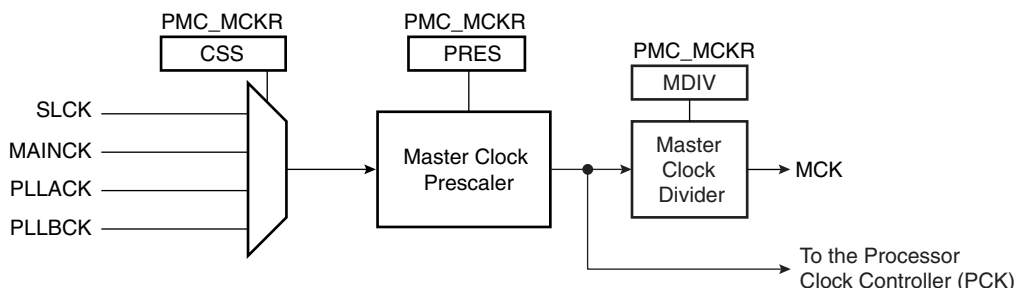 PMC_MCKR
CSS
PMC_MCKR
PRES
PMC_MCKR
MDIV
SLCK
MAINCK
PLLACK
PLLBCK
Master Clock
Prescaler
Master
Clock
Divider
MCK
To the Processor
Clock Controller (PCK)